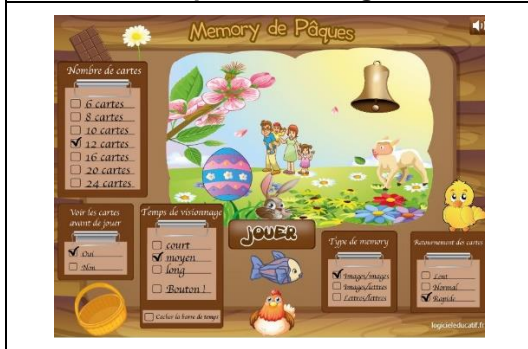 Memory de Pâques
Nombre de cartes
6 cartes
8 cartes
10 cartes
12 cartes
16 cartes
20 cartes
24 cartes
Voir les cartes
avant de jouer
Oui
Non
Temps de visionnage
court
moyen
long
Bouton !
Cacher la barre de temps
JOUER
Type de memory
Images/images
Images/lettres
Lettres/lettres
Retournement des cartes
Lent
Normal
Rapide
logicieleducatif.fr